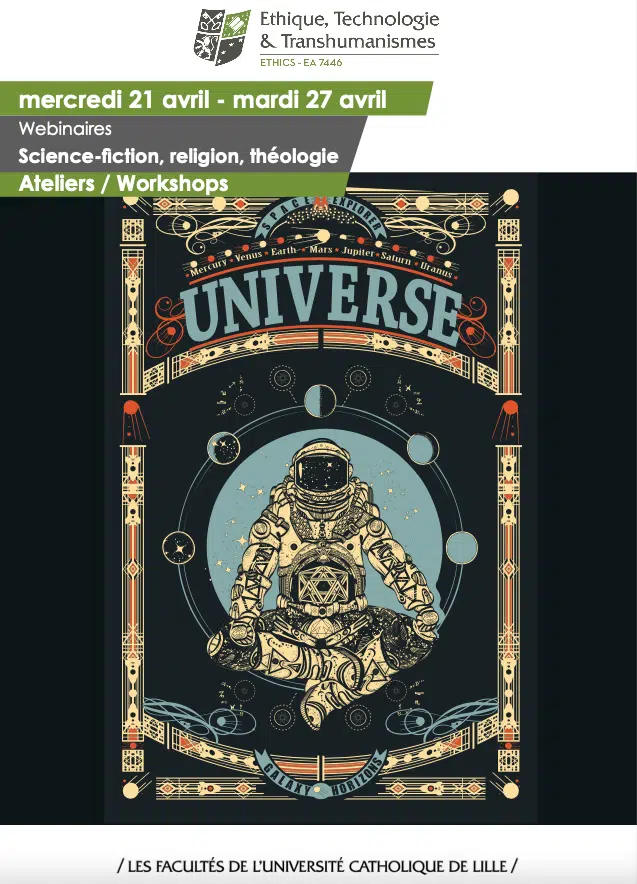 Ethique, Technologie
& Transhumanismes
ETHICS - EA 7446
mercredi 21 avril - mardi 27 avril
Webinaires
Science-fiction, religion, théologie
Ateliers / Workshops
SPACE EXPLORER
Mercury Venus Earth Mars Jupiter Saturn Uranus
UNIVERSE
GALAXY HORIZONS
/ LES FACULTÉS DE L'UNIVERSITÉ CATHOLIQUE DE LILLE /